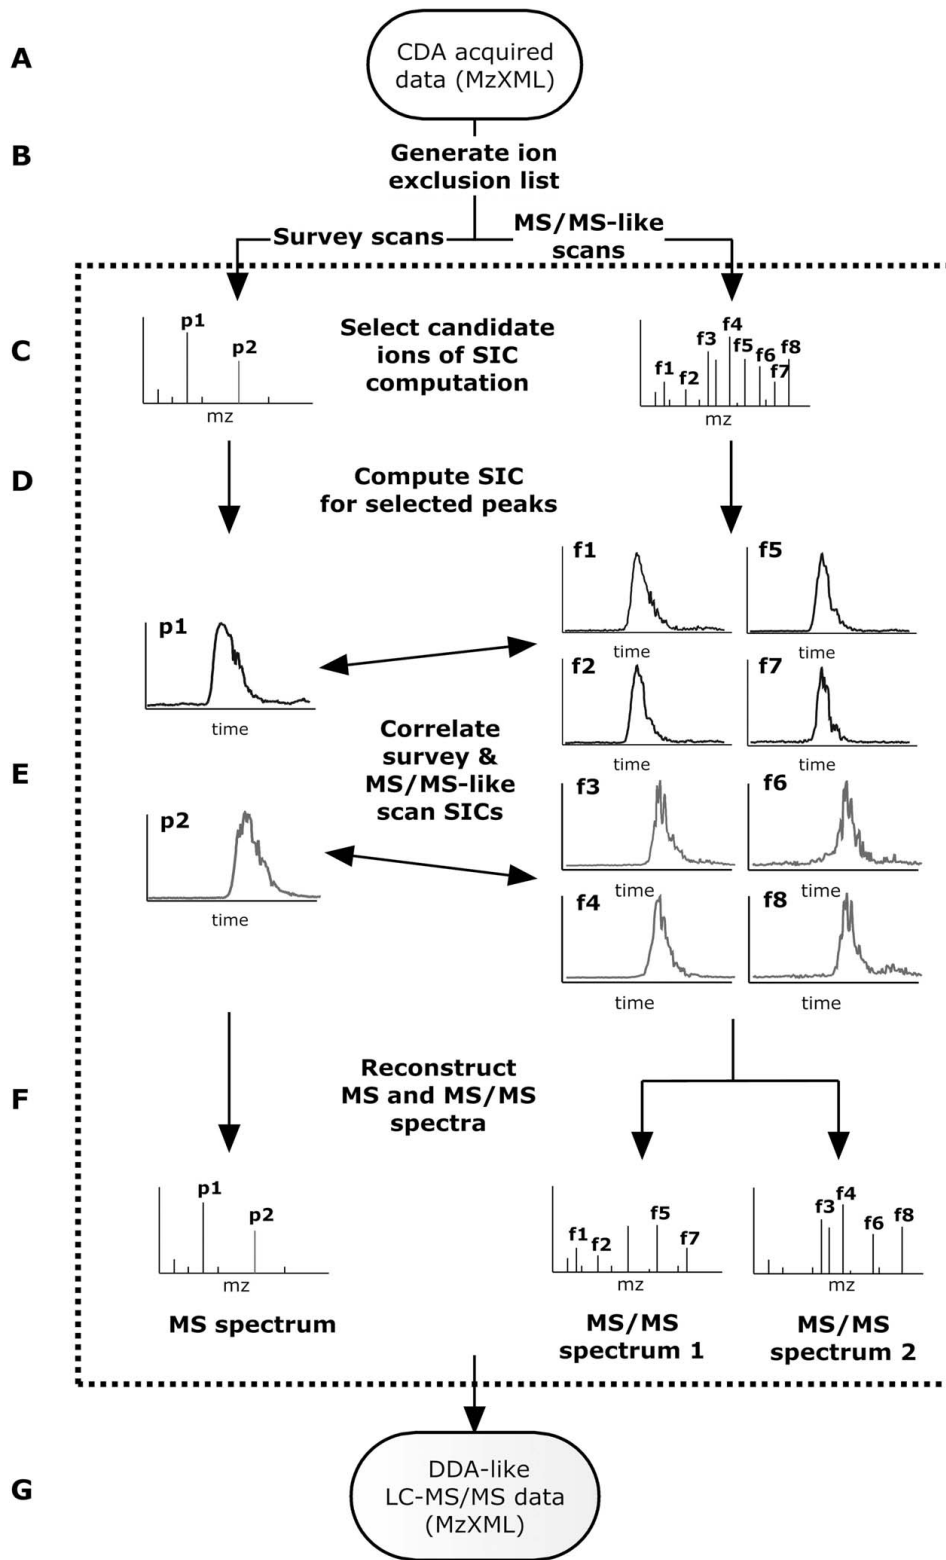 A
CDA acquired
data (MzXML)
B
Generate ion
exclusion list
Survey scans
MS/MS-like
scans
C
p1
p2
mz
Select candidate
ions of SIC
computation
f1
f2
f3
f4
f5
f6
f7
f8
mz
D
Compute SIC
for selected peaks
p1
time
f1
time
f5
time
f2
time
f7
time
E
Correlate
survey &
MS/MS-like
scan SICs
p2
time
f3
time
f6
time
f4
time
f8
time
F
Reconstruct
MS and MS/MS
spectra
p1
p2
mz
MS spectrum
f1
f2
f5
f7
mz
MS/MS
spectrum 1
f3
f4
f6
f8
mz
MS/MS
spectrum 2
G
DDA-like
LC-MS/MS data
(MzXML)